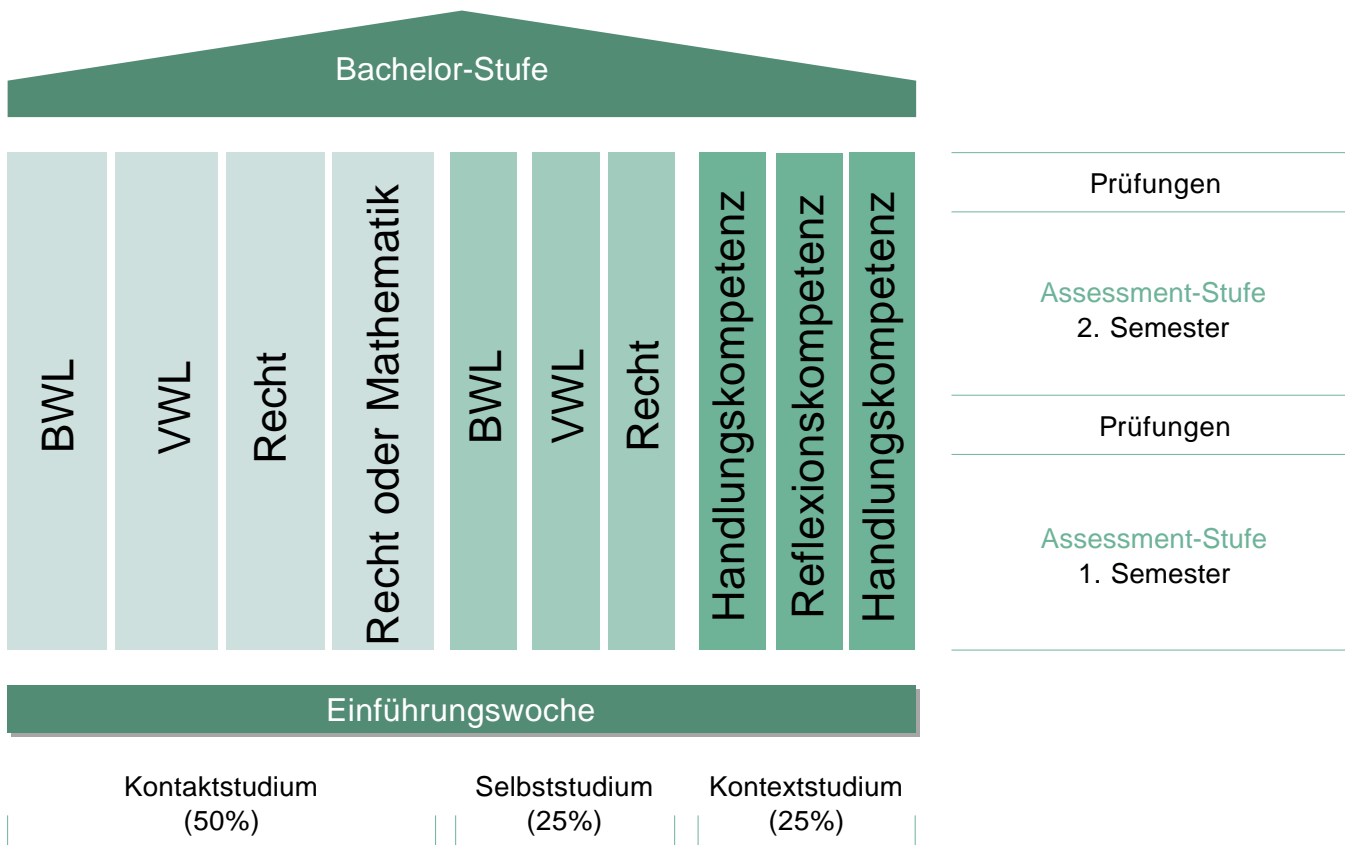 Bachelor-Stufe
BWL
VWL
Recht
Recht oder Mathematik
BWL
VWL
Recht
Handlungskompetenz
Reflexionskompetenz
Handlungskompetenz
Prüfungen
Assessment-Stufe
2. Semester
Prüfungen
Assessment-Stufe
1. Semester
Einführungswoche
Kontaktstudium
(50%)
Selbststudium
(25%)
Kontextstudium
(25%)